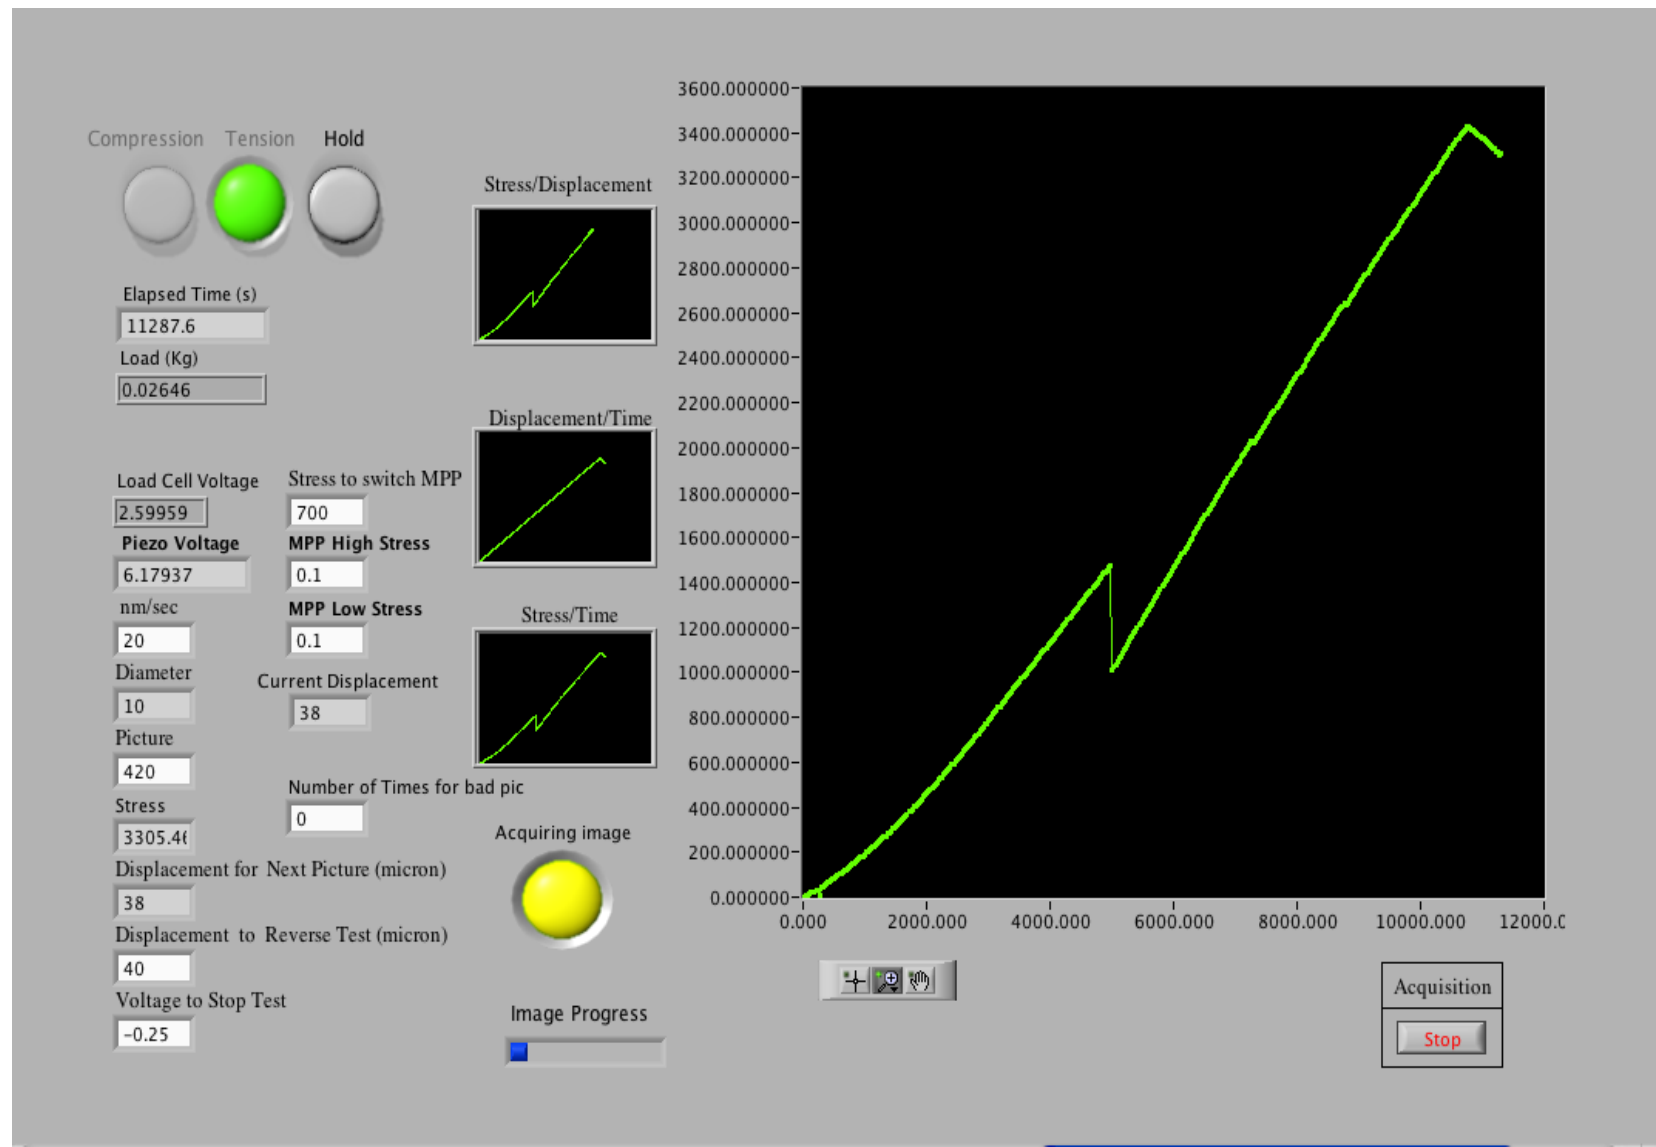 Compression Tension Hold
Elapsed Time (s)
11287.6
Load (Kg)
0.02646
Load Cell Voltage
2.59959
Piezo Voltage
6.17937
nm/sec
20
Diameter
10
Picture
420
Stress
3305.46
Displacement for Next Picture (micron)
38
Displacement to Reverse Test (micron)
40
Voltage to Stop Test
-0.25
Stress to switch MPP
700
MPP High Stress
0.1
MPP Low Stress
0.1
Current Displacement
38
Number of Times for bad pic
0
Stress/Displacement
Displacement/Time
Stress/Time
Acquiring image
Image Progress
3600.000000
3400.000000
3200.000000
3000.000000
2800.000000
2600.000000
2400.000000
2200.000000
2000.000000
1800.000000
1600.000000
1400.000000
1200.000000
1000.000000
800.000000
600.000000
400.000000
200.000000
0.000000
0.000 2000.000 4000.000 6000.000 8000.000 10000.000 12000.0
Acquisition
Stop